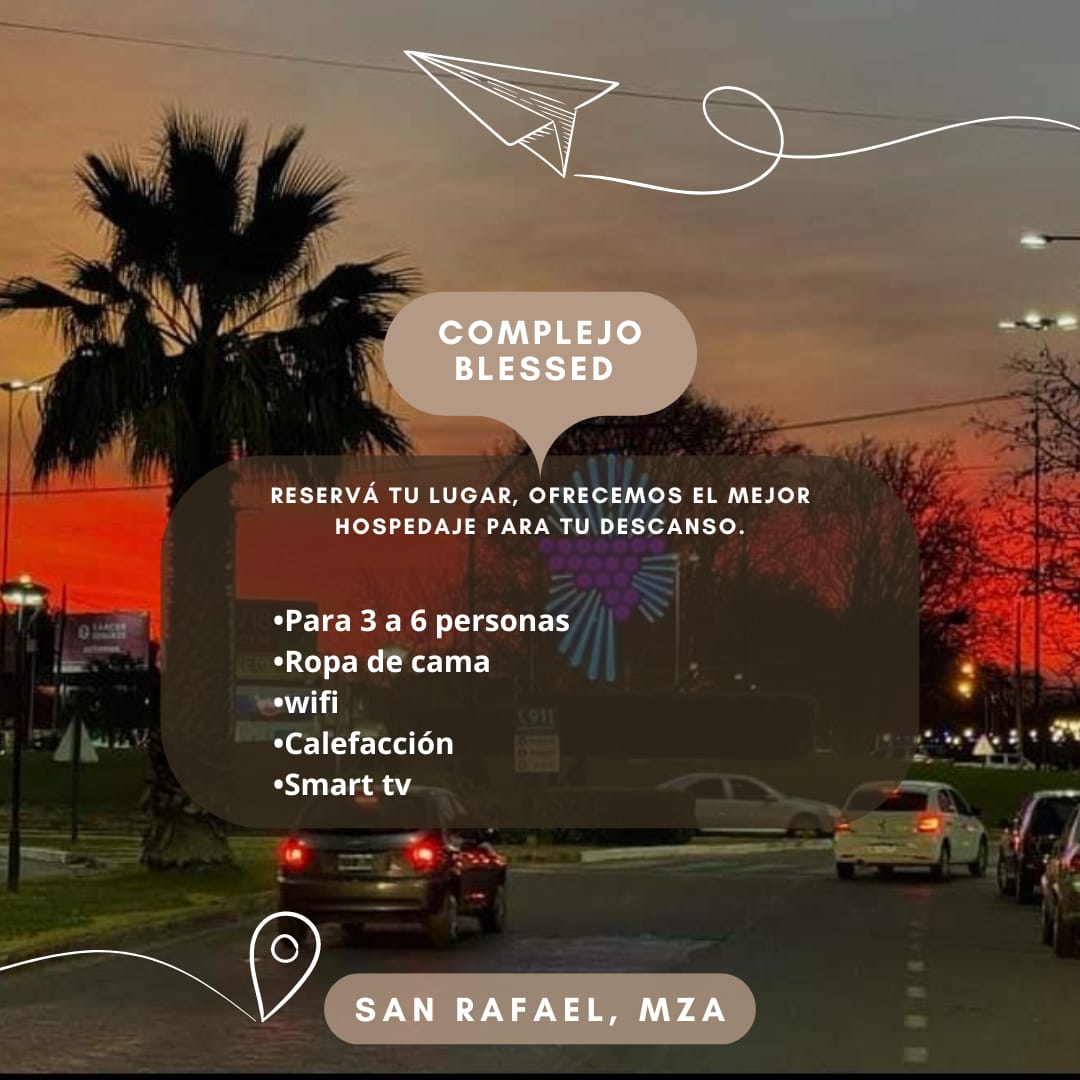 COMPLEJO
BLESSED
RESERVÁ TU LUGAR, OFRECEMOS EL MEJOR
HOSPEDAJE PARA TU DESCANSO.
•Para 3 a 6 personas
•Ropa de cama
•wifi
•Calefacción
•Smart tv
911
SAN RAFAEL, MZA